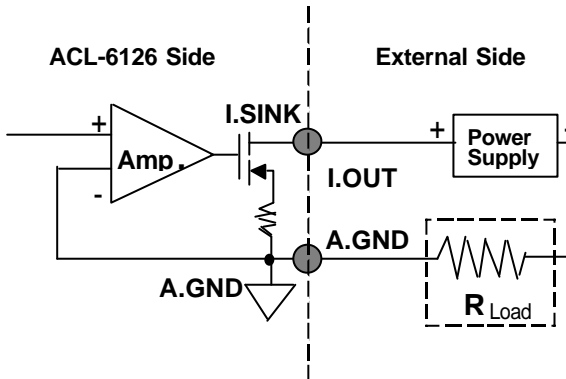 ACL-6126 Side
External Side
I.SINK
+
Amp.
-
+
Power
Supply
-
I.OUT
A.GND
A.GND
R Load